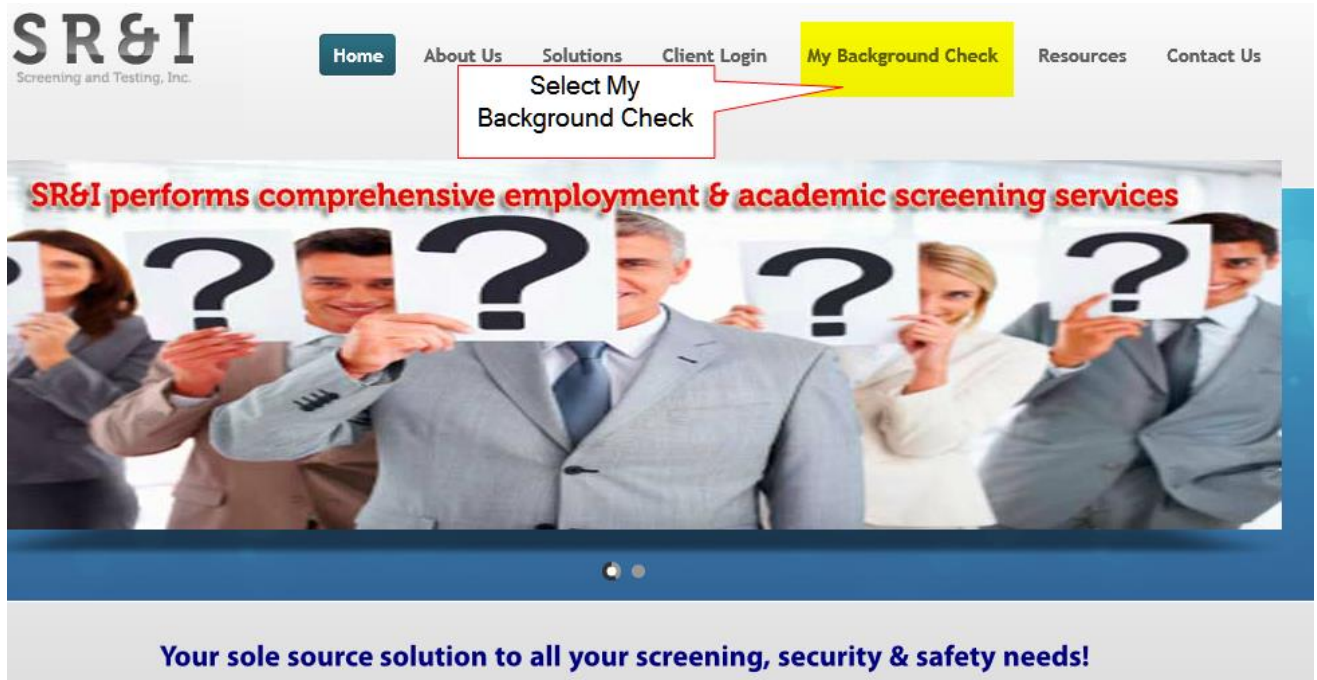 SR&I
Screening and Testing, Inc.
Home About Us Solutions Client Login My Background Check Resources Contact Us
Select My
Background Check
SR&I performs comprehensive employment & academic screening services
? ? ? ?
Your sole source solution to all your screening, security & safety needs!